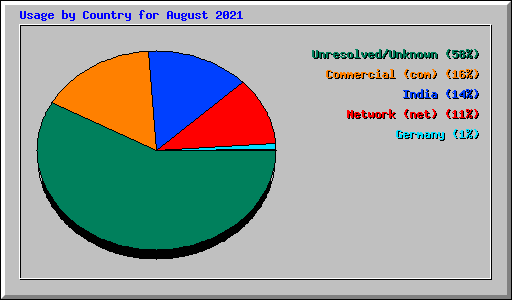 Usage by Country for August 2021
Unresolved/Unknown (58%)
Commercial (com) (16%)
India (14%)
Network (net) (11%)
Germany (1%)